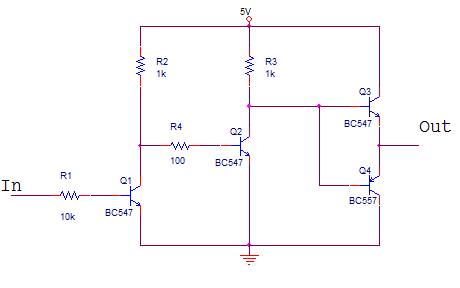 5V
R2
1k
R3
1k
Q3
BC547
Out
R4
100
Q2
BC547
Q4
BC557
R1
10k
In
Q1
BC547